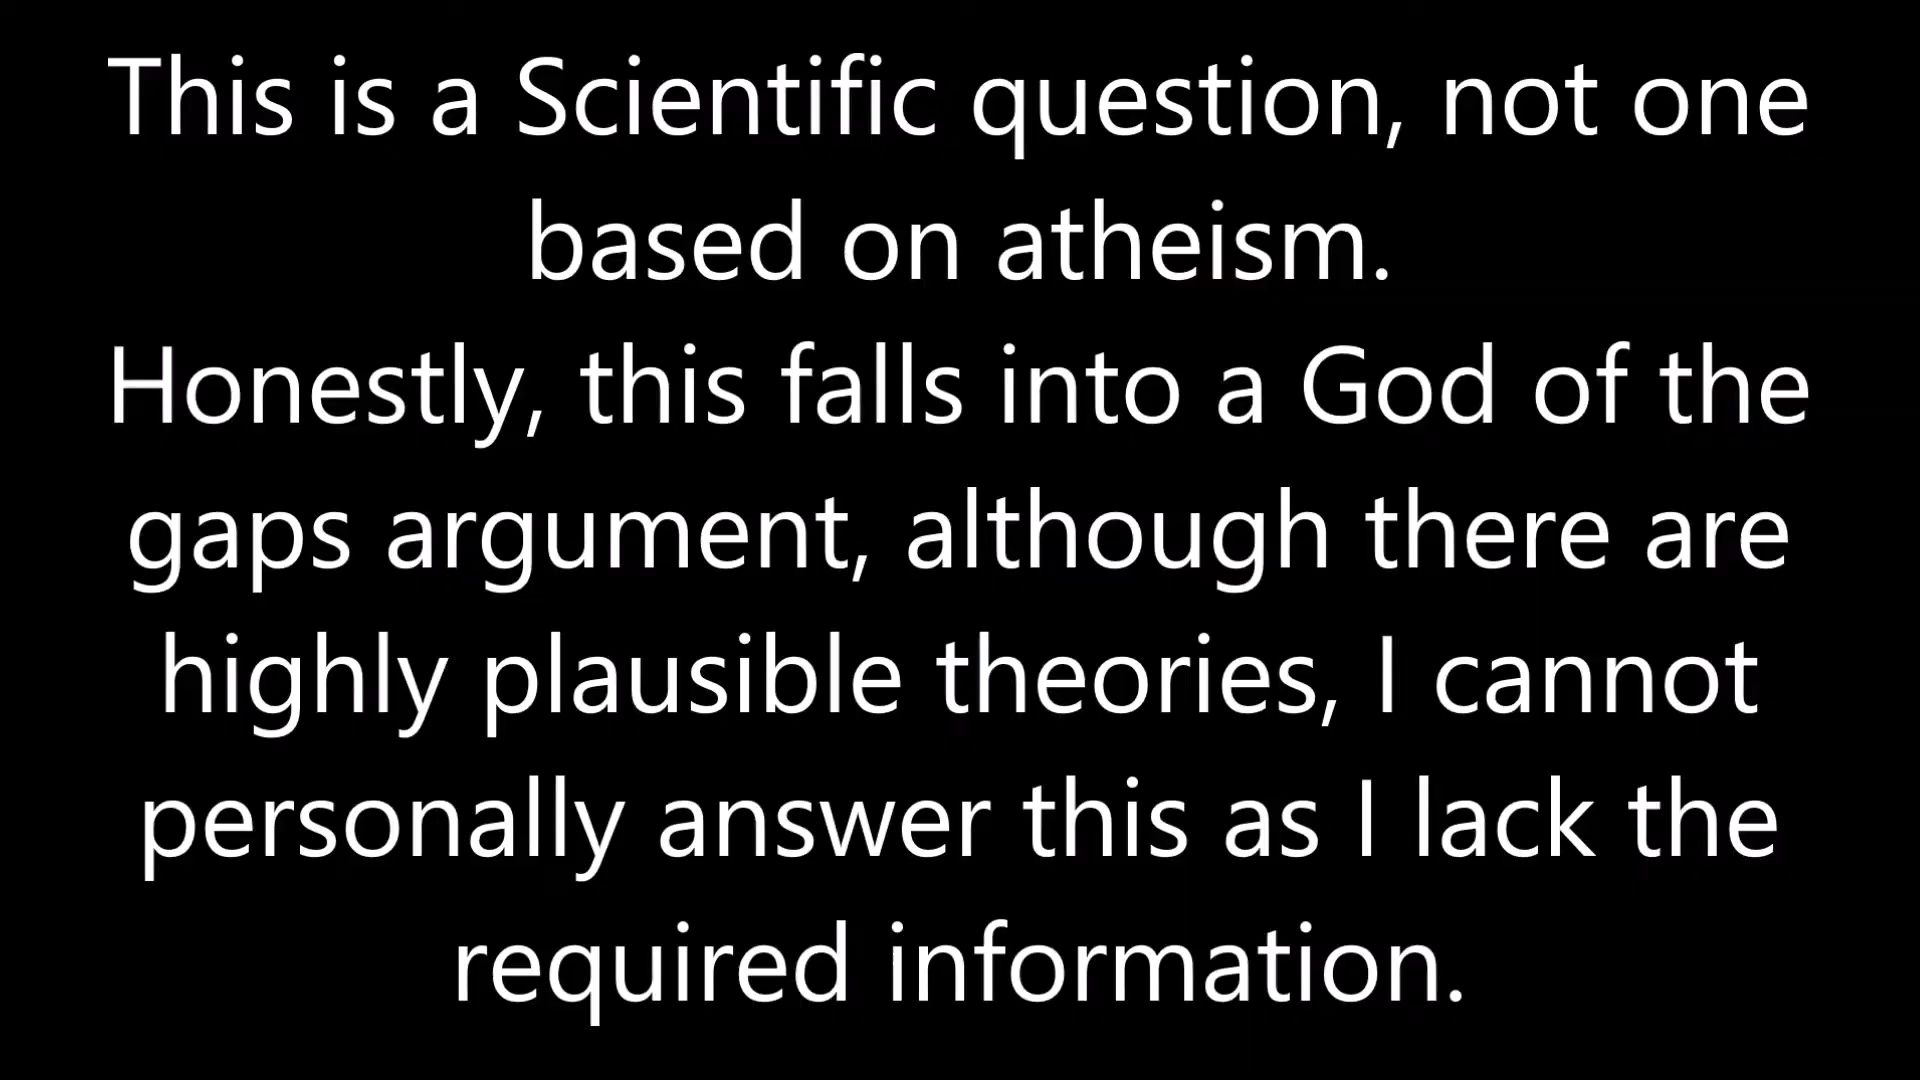 This is a Scientific question, not one
based on atheism.
Honestly, this falls into a God of the
gaps argument, although there are
highly plausible theories, I cannot
personally answer this as I lack the
required information.